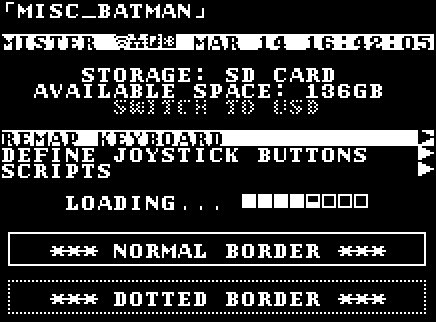 「MISC_BATMAN」
MISTER MAR 14 16:42:05
STORAGE: SD CARD
AVAILABLE SPACE: 136GB
SWITCH TO USB
REMAP KEYBOARD
DEFINE JOYSTICK BUTTONS
SCRIPTS
LOADING...
*** NORMAL BORDER ***
*** DOTTED BORDER ***